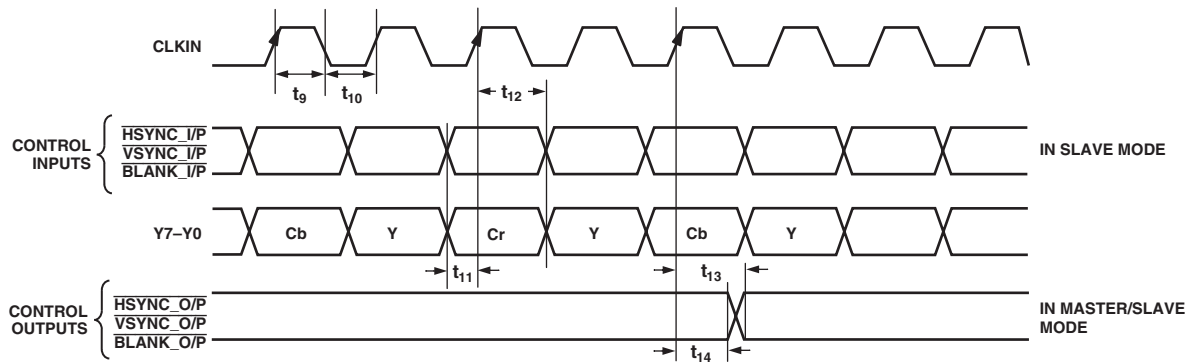 CLKIN
t9
t10
t12
CONTROL
INPUTS
HSYNC_I/P
VSYNC_I/P
BLANK_I/P
IN SLAVE MODE
Y7–Y0
Cb
Y
Cr
Y
Cb
Y
t11
t13
CONTROL
OUTPUTS
HSYNC_O/P
VSYNC_O/P
BLANK_O/P
IN MASTER/SLAVE
MODE
t14